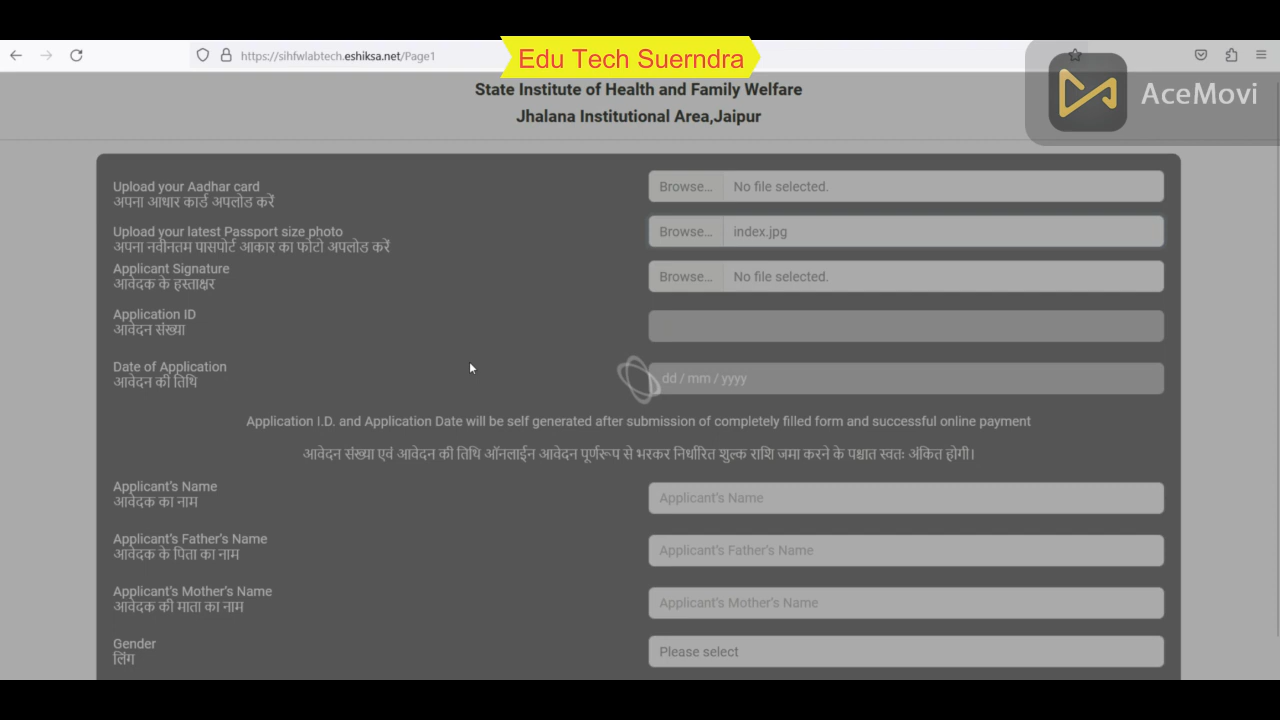 https://sihfwlabtech.eshiksa.net/Page1
Edu Tech Suerndra
AceMovi
State Institute of Health and Family Welfare
Jhalana Institutional Area,Jaipur
Upload your Aadhar card
अपना आधार कार्ड अपलोड करें
Browse... No file selected.
Upload your latest Passport size photo
अपना नवीनतम पासपोर्ट आकार का फोटो अपलोड करें
Browse... index.jpg
Applicant Signature
आवेदक के हस्ताक्षर
Browse... No file selected.
Application ID
आवेदन संख्या
Date of Application
आवेदन की तिथि
dd / mm / yyyy
Application I.D. and Application Date will be self generated after submission of completely filled form and successful online payment
आवेदन संख्या एवं आवेदन की तिथि ऑनलाईन आवेदन पूर्णरूप से भरकर निर्धारित शुल्क राशि जमा करने के पश्चात स्वतः अंकित होगी।
Applicant's Name
आवेदक का नाम
Applicant's Name
Applicant's Father's Name
आवेदक के पिता का नाम
Applicant's Father's Name
Applicant's Mother's Name
आवेदक की माता का नाम
Applicant's Mother's Name
Gender
लिंग
Please select